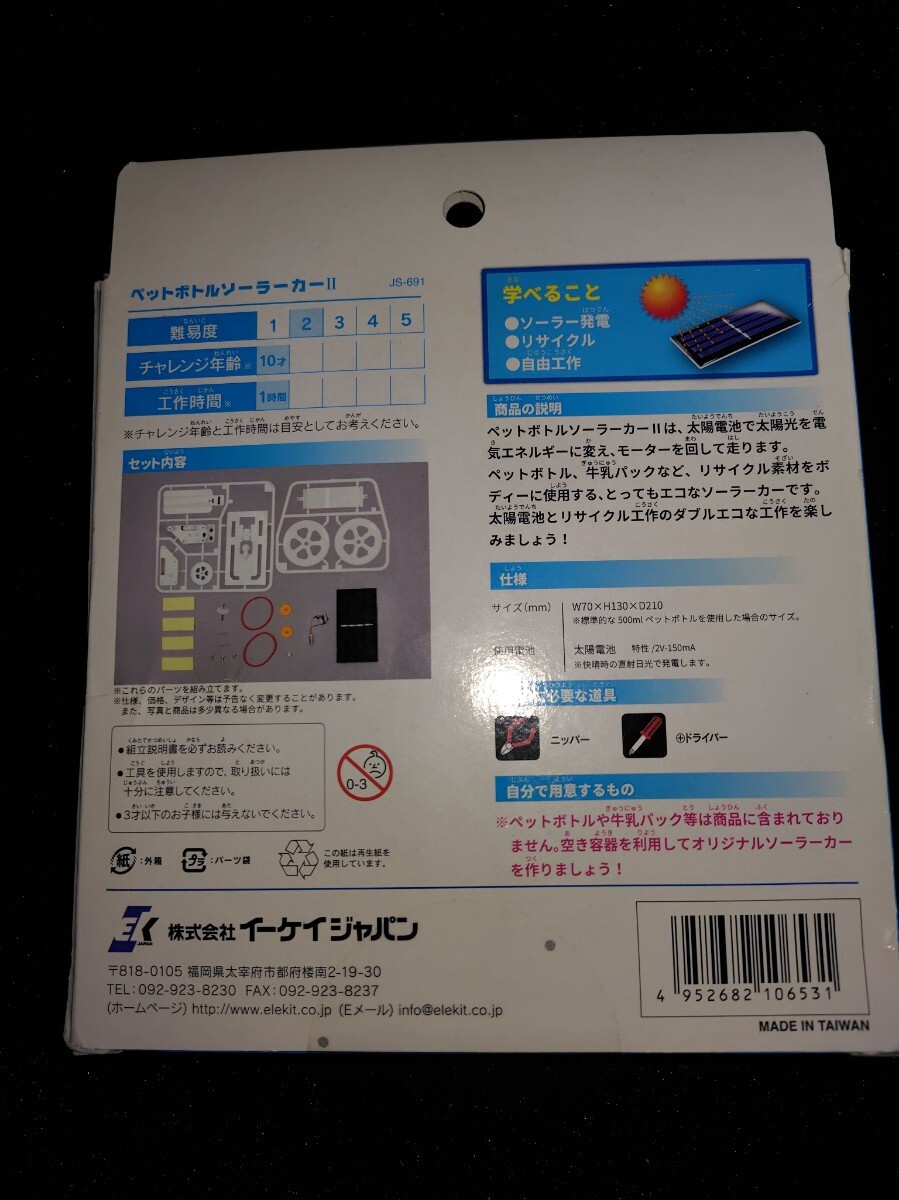 ペットボトルソーラーカーII JS-691
難易度 1 2 3 4 5
チャレンジ年齢※ 10才
工作時間※ 1時間
※チャレンジ年齢と工作時間は目安としてお考えください。
セット内容
※これらのパーツを組み立てます。
※仕様、価格、デザイン等は予告なく変更することがあります。
また、写真と商品は多少異なる場合があります。
●組立説明書を必ずお読みください。
●工具を使用しますので、取り扱いには
十分に注意してください。
●3才以下のお子様には与えないでください。
0-3
紙:外箱
プラ:パーツ袋
この紙は再生紙を
使用しています。
学べること
●ソーラー発電
●リサイクル
●自由工作
商品の説明
ペットボトルソーラーカーIIは、太陽電池で太陽光を電
気エネルギーに変え、モーターを回して走ります。
ペットボトル、牛乳パックなど、リサイクル素材をボ
ディーに使用する、とってもエコなソーラーカーです。
太陽電池とリサイクル工作のダブルエコな工作を楽し
みましょう!
仕様
サイズ(mm) W70×H130×D210
※標準的な 500ml ペットボトルを使用した場合のサイズ。
使用電池 太陽電池 特性 /2V-150mA
※快晴時の直射日光で発電します。
必要な道具
ニッパー
⊕ドライバー
自分で用意するもの
※ペットボトルや牛乳パック等は商品に含まれており
ません。空き容器を利用してオリジナルソーラーカー
を作りましょう!
EK JAPAN 株式会社 イーケイジャパン
〒818-0105 福岡県太宰府市都府楼南2-19-30
TEL:092-923-8230 FAX:092-923-8237
(ホームページ) http://www.elekit.co.jp (Eメール) info@elekit.co.jp
4 952682 106531
MADE IN TAIWAN